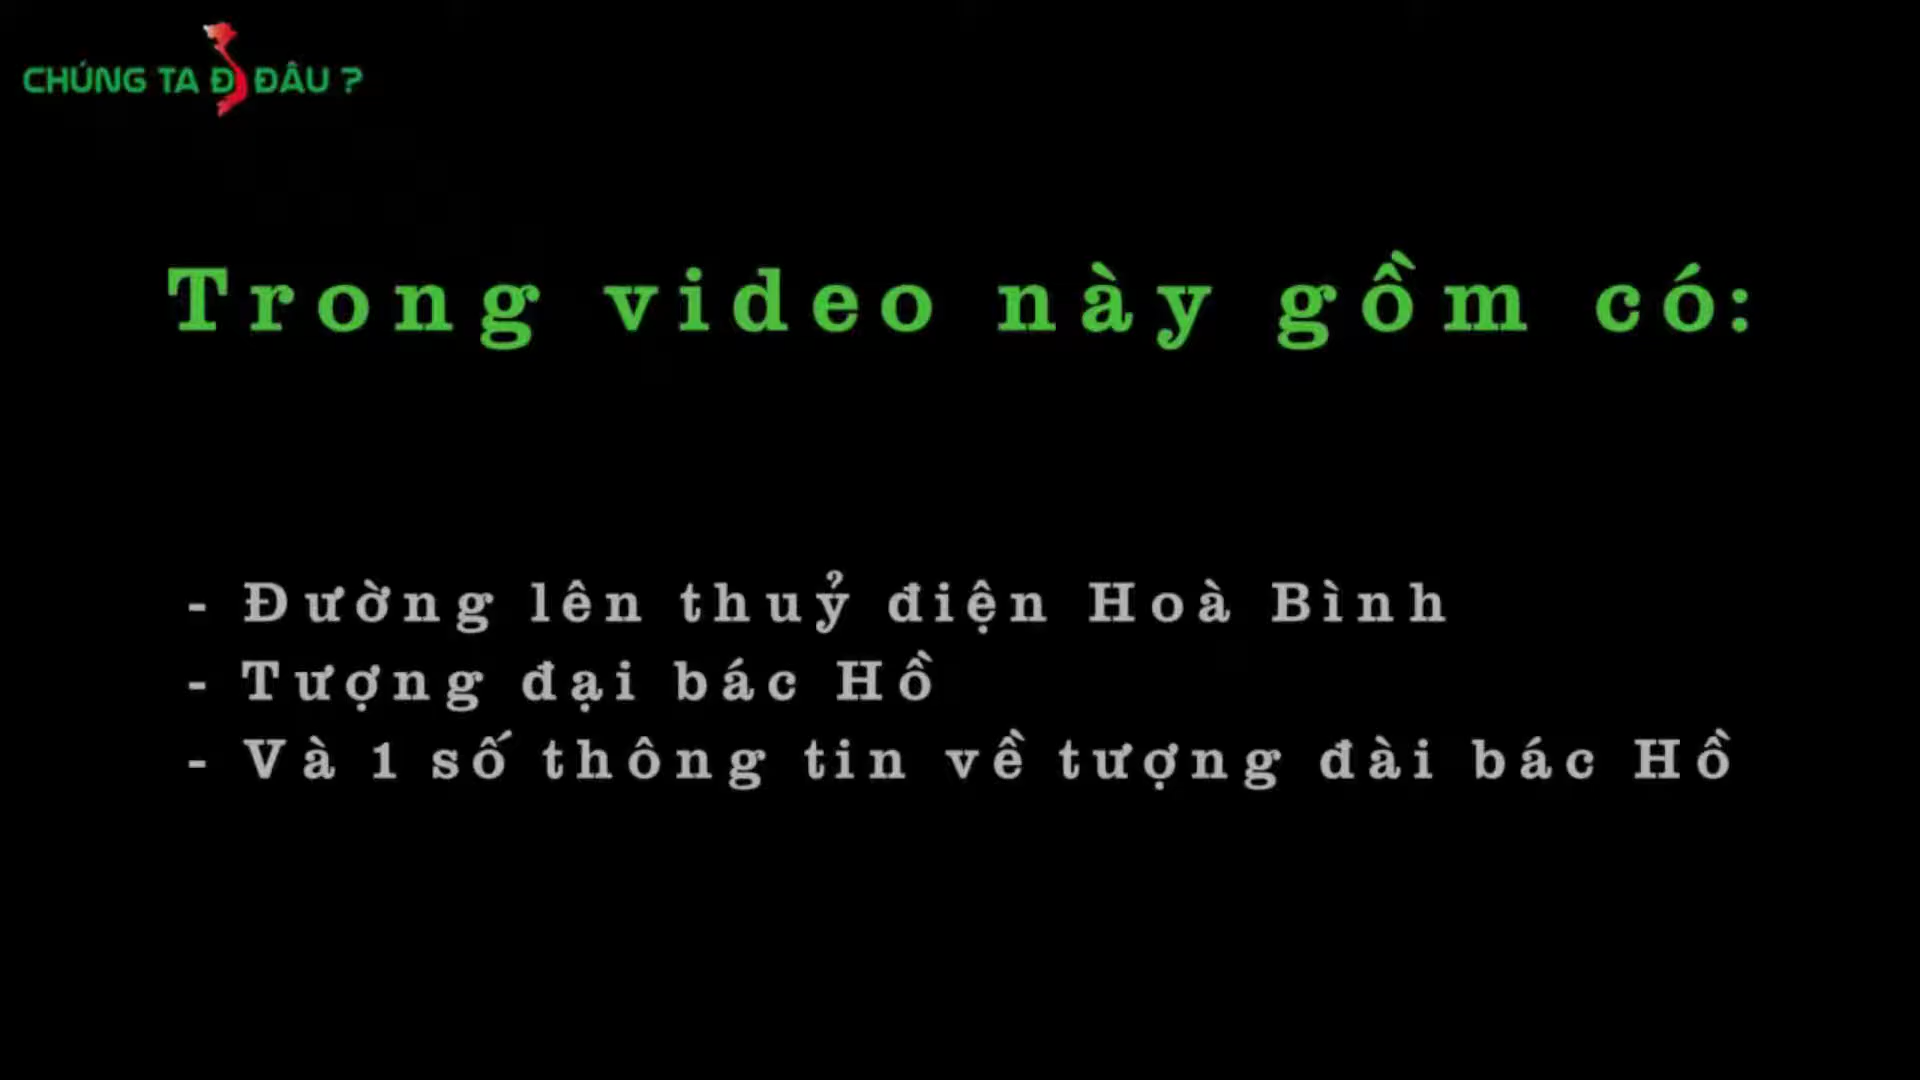 CHÚNG TA ĐI ĐÂU ?
Trong video này gồm có:
- Đường lên thuỷ điện Hoà Bình
- Tượng đại bác Hồ
- Và 1 số thông tin về tượng đài bác Hồ